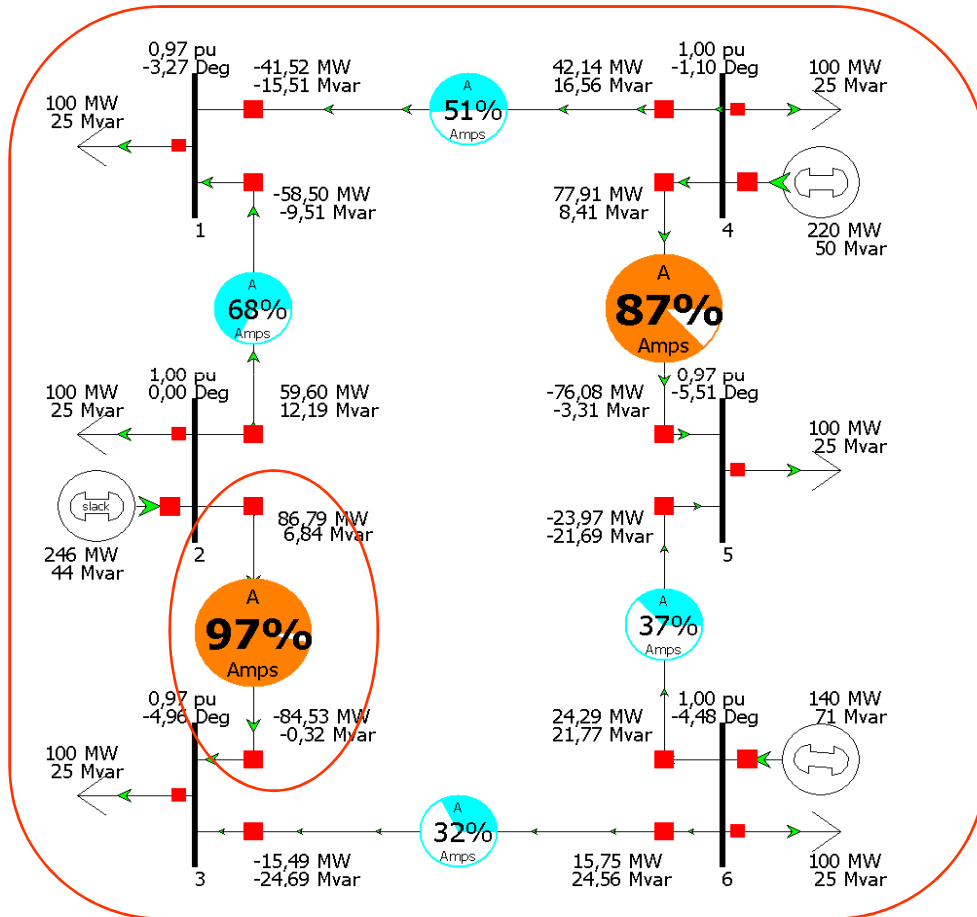 0,97 pu
-3,27 Deg
-41,52 MW
-15,51 Mvar
42,14 MW
16,56 Mvar
1,00 pu
-1,10 Deg
100 MW
25 Mvar
100 MW
25 Mvar
A
51%
Amps
-58,50 MW
-9,51 Mvar
77,91 MW
8,41 Mvar
1
4
220 MW
50 Mvar
A
68%
Amps
A
87%
Amps
100 MW
25 Mvar
1,00 pu
0,00 Deg
59,60 MW
12,19 Mvar
-76,08 MW
-3,31 Mvar
0,97 pu
-5,51 Deg
100 MW
25 Mvar
slack
246 MW
44 Mvar
2
86,79 MW
6,84 Mvar
-23,97 MW
-21,69 Mvar
5
A
97%
Amps
A
37%
Amps
0,97 pu
-4,96 Deg
-84,53 MW
-0,32 Mvar
24,29 MW
21,77 Mvar
1,00 pu
-4,48 Deg
140 MW
71 Mvar
100 MW
25 Mvar
A
32%
Amps
3
-15,49 MW
-24,69 Mvar
15,75 MW
24,56 Mvar
6
100 MW
25 Mvar